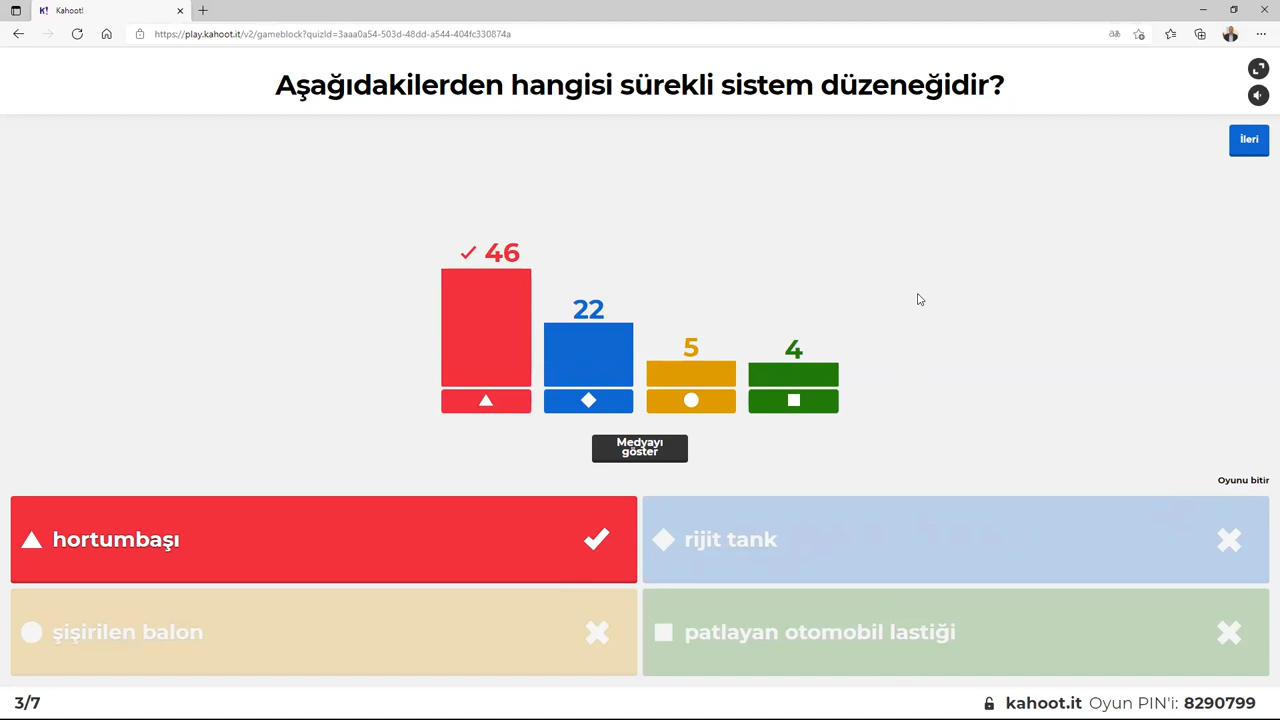 Kahoot!
https://play.kahoot.it/v2/gameblock?quizId=3aaa0a54-503d-48dd-a544-404fc330874a
Aşağıdakilerden hangisi sürekli sistem düzeneğidir?
İleri
46
22
5
4
Medyayı
göster
Oyunu bitir
hortumbaşı
rijit tank
şişirilen balon
patlayan otomobil lastiği
3/7
kahoot.it Oyun PIN'i: 8290799